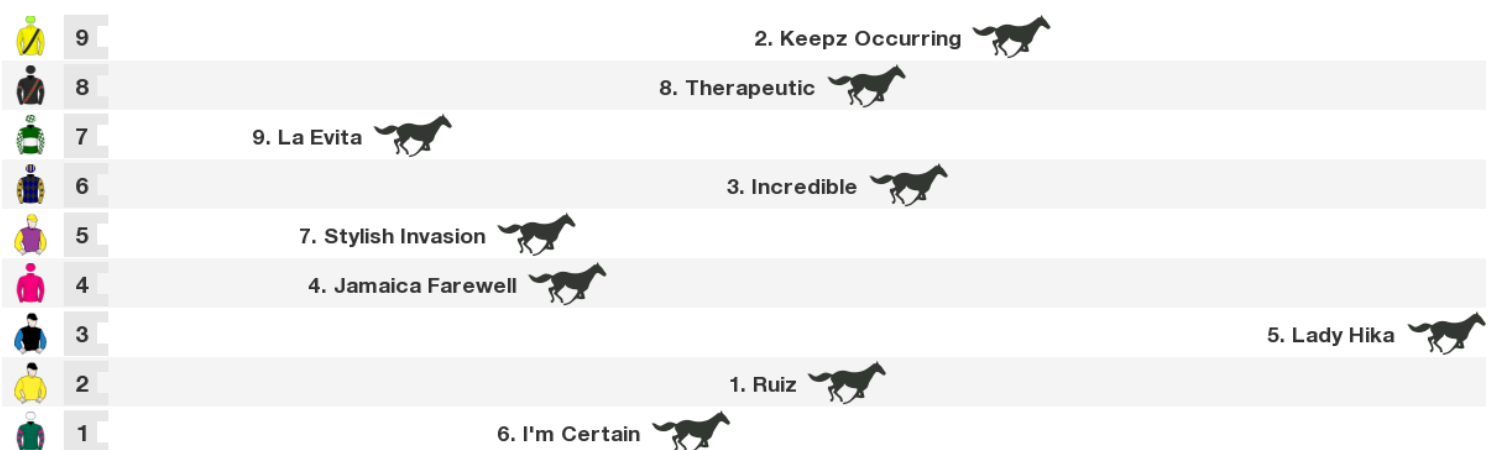 9 2. Keepz Occurring
8 8. Therapeutic
7 9. La Evita
6 3. Incredible
5 7. Stylish Invasion
4 4. Jamaica Farewell
3 5. Lady Hika
2 1. Ruiz
1 6. I'm Certain